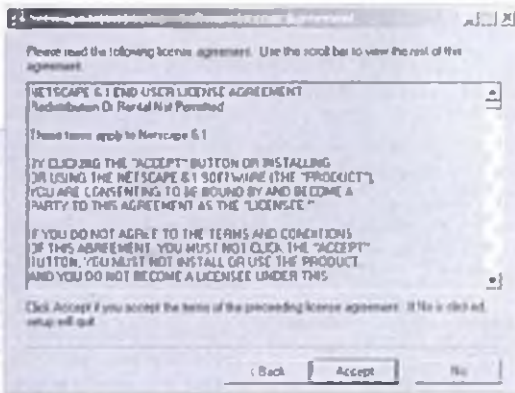 Software License Agreement
Please read the following license agreement. Use the scroll bar to view the rest of this
agreement.
NETSCAPE 6.1 END-USER LICENSE AGREEMENT
Redistribution Or Rental Not Permitted
These terms apply to Netscape 6.1
BY CLICKING THE "ACCEPT" BUTTON OR INSTALLING
OR USING THE NETSCAPE 6.1 SOFTWARE (THE "PRODUCT"),
YOU ARE CONSENTING TO BE BOUND BY AND BECOME A
PARTY TO THIS AGREEMENT AS THE "LICENSEE."
IF YOU DO NOT AGREE TO THE TERMS AND CONDITIONS
OF THIS AGREEMENT, YOU MUST NOT CLICK THE "ACCEPT"
BUTTON, YOU MUST NOT INSTALL OR USE THE PRODUCT,
AND YOU DO NOT BECOME A LICENSEE UNDER THIS
Click Accept if you accept the terms of the preceeding license agreement. If No is clicked,
setup will quit.
< Back Accept No